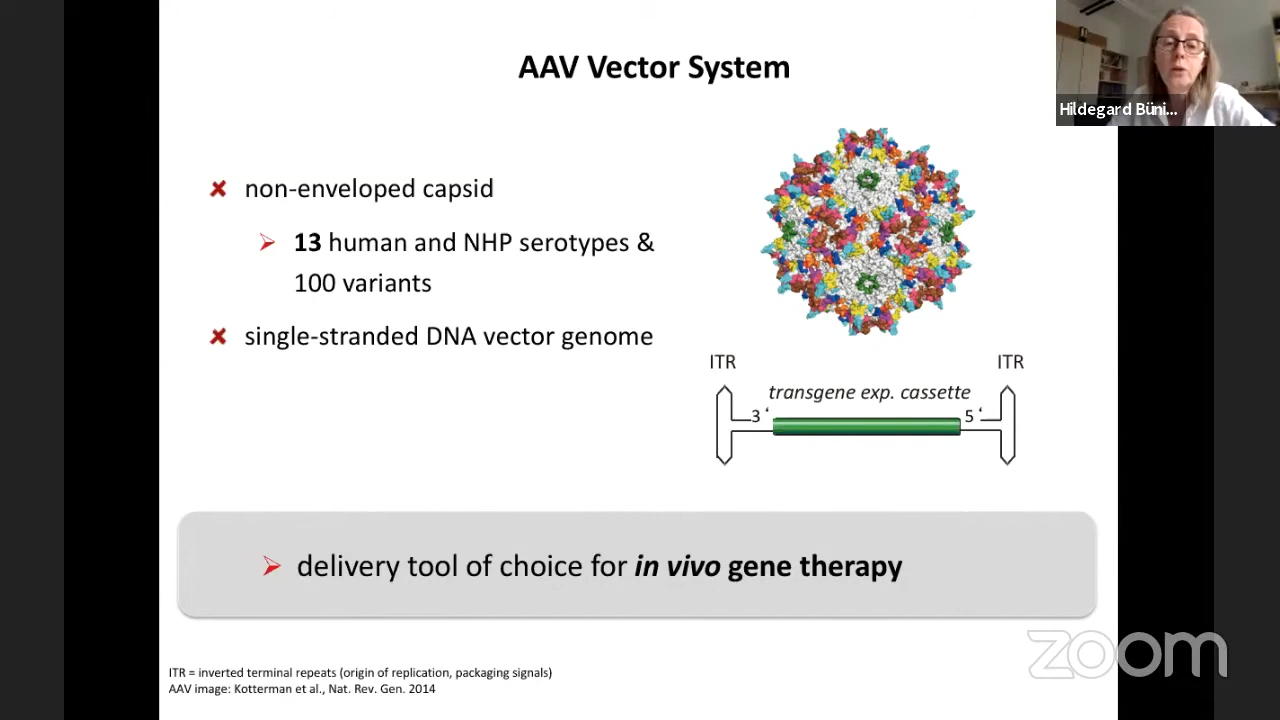 AAV Vector System
Hildegard Büni...
non-enveloped capsid
13 human and NHP serotypes &
100 variants
single-stranded DNA vector genome
ITR
ITR
transgene exp. cassette
3‘
5‘
delivery tool of choice for in vivo gene therapy
zoom
ITR = inverted terminal repeats (origin of replication, packaging signals)
AAV image: Kotterman et al., Nat. Rev. Gen. 2014